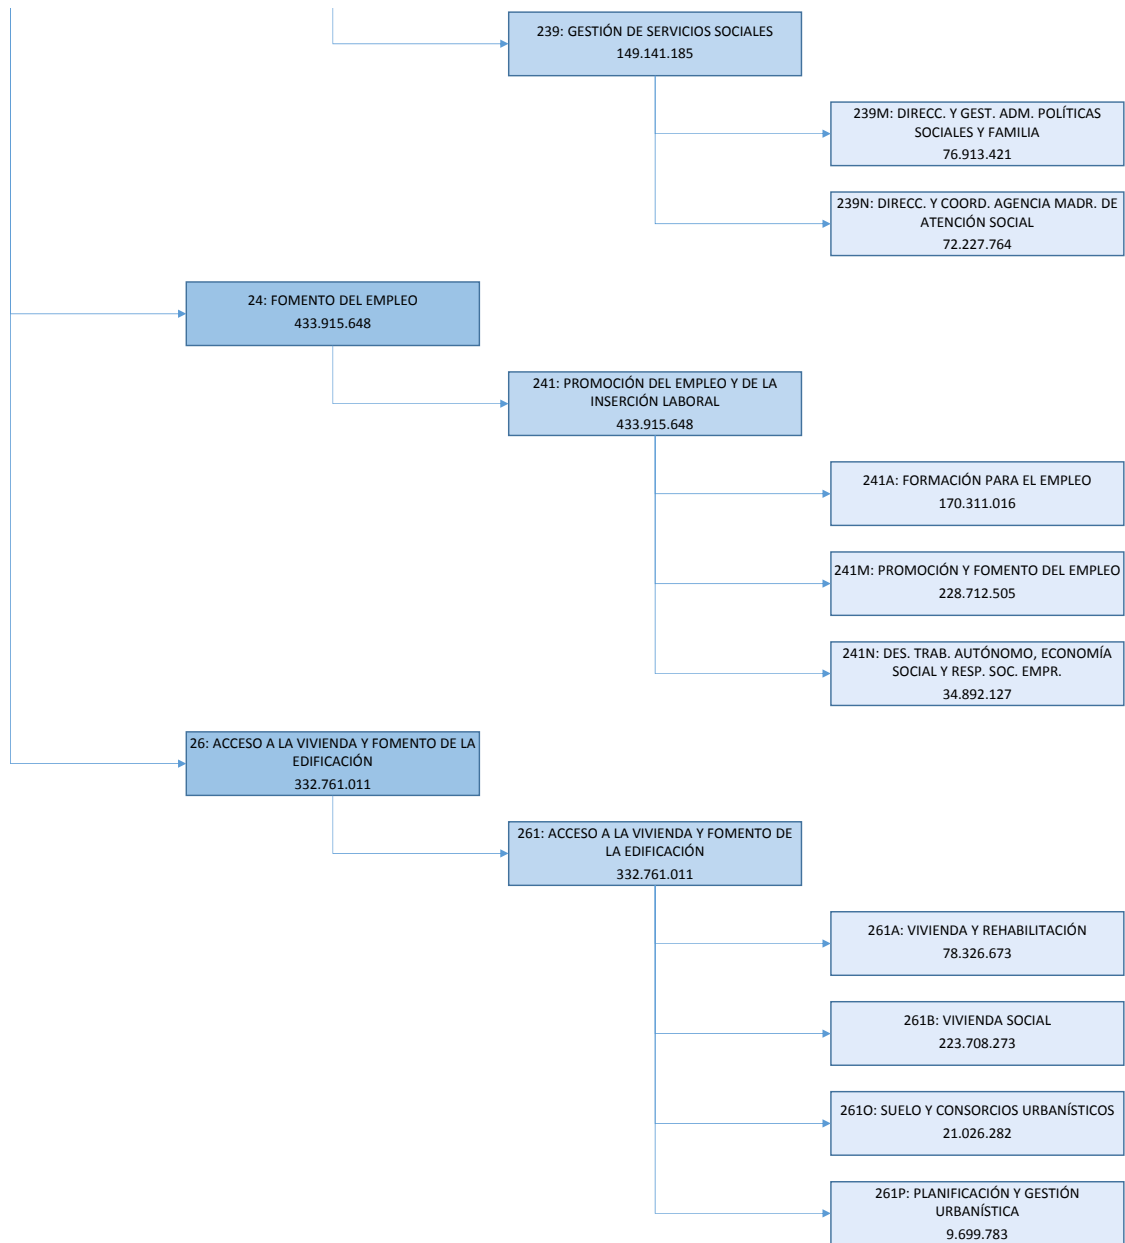 239: GESTIÓN DE SERVICIOS SOCIALES
149.141.185
239M: DIRECC. Y GEST. ADM. POLÍTICAS
SOCIALES Y FAMILIA
76.913.421
239N: DIRECC. Y COORD. AGENCIA MADR. DE
ATENCIÓN SOCIAL
72.227.764
24: FOMENTO DEL EMPLEO
433.915.648
241: PROMOCIÓN DEL EMPLEO Y DE LA
INSERCIÓN LABORAL
433.915.648
241A: FORMACIÓN PARA EL EMPLEO
170.311.016
241M: PROMOCIÓN Y FOMENTO DEL EMPLEO
228.712.505
241N: DES. TRAB. AUTÓNOMO, ECONOMÍA
SOCIAL Y RESP. SOC. EMPR.
34.892.127
26: ACCESO A LA VIVIENDA Y FOMENTO DE LA
EDIFICACIÓN
332.761.011
261: ACCESO A LA VIVIENDA Y FOMENTO DE
LA EDIFICACIÓN
332.761.011
261A: VIVIENDA Y REHABILITACIÓN
78.326.673
261B: VIVIENDA SOCIAL
223.708.273
261O: SUELO Y CONSORCIOS URBANÍSTICOS
21.026.282
261P: PLANIFICACIÓN Y GESTIÓN
URBANÍSTICA
9.699.783